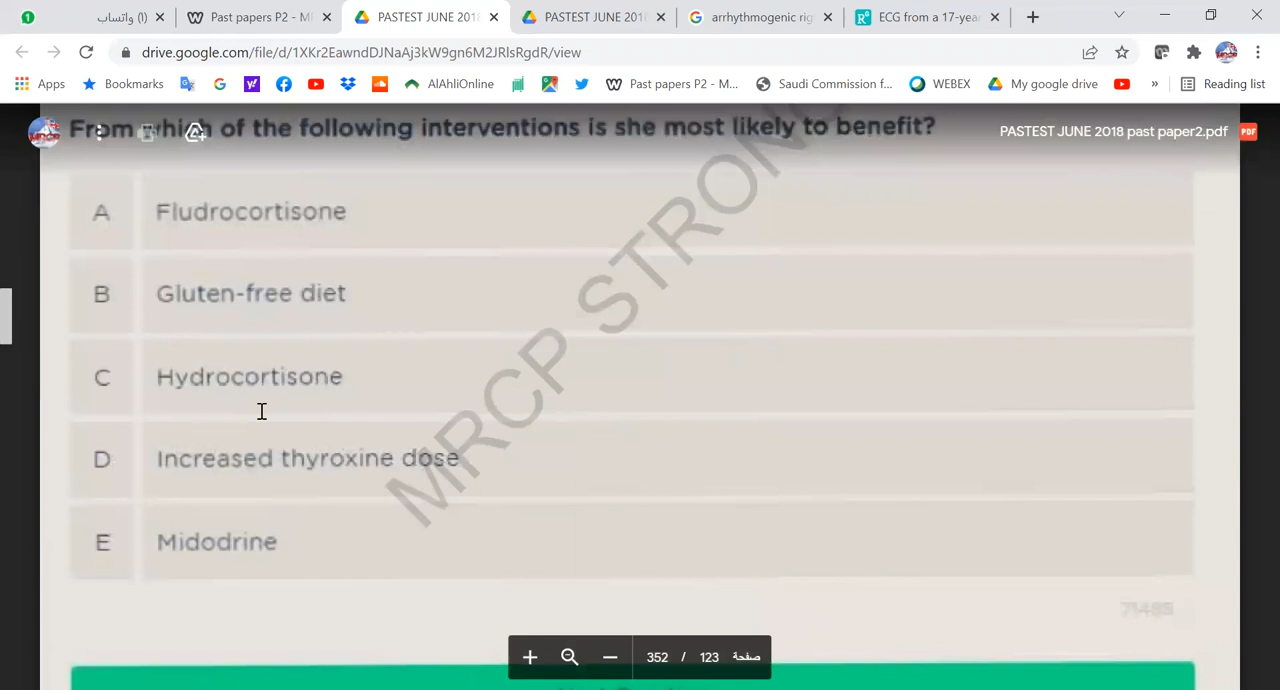 (1) واتساب
Past papers P2 - MF
PASTEST JUNE 2018
PASTEST JUNE 2018
arrhythmogenic rig
ECG from a 17-yea
drive.google.com/file/d/1XKr2EawndDJNaAj3kW9gn6M2JRlsRgdR/view
Apps
Bookmarks
AlAhliOnline
Past papers P2 - M...
Saudi Commission f...
WEBEX
My google drive
»
Reading list
From which of the following interventions is she most likely to benefit?
PASTEST JUNE 2018 past paper2.pdf
PDF
A Fludrocortisone
B Gluten-free diet
C Hydrocortisone
D Increased thyroxine dose
E Midodrine
MRCP STRONG
352 / 123 صفحة